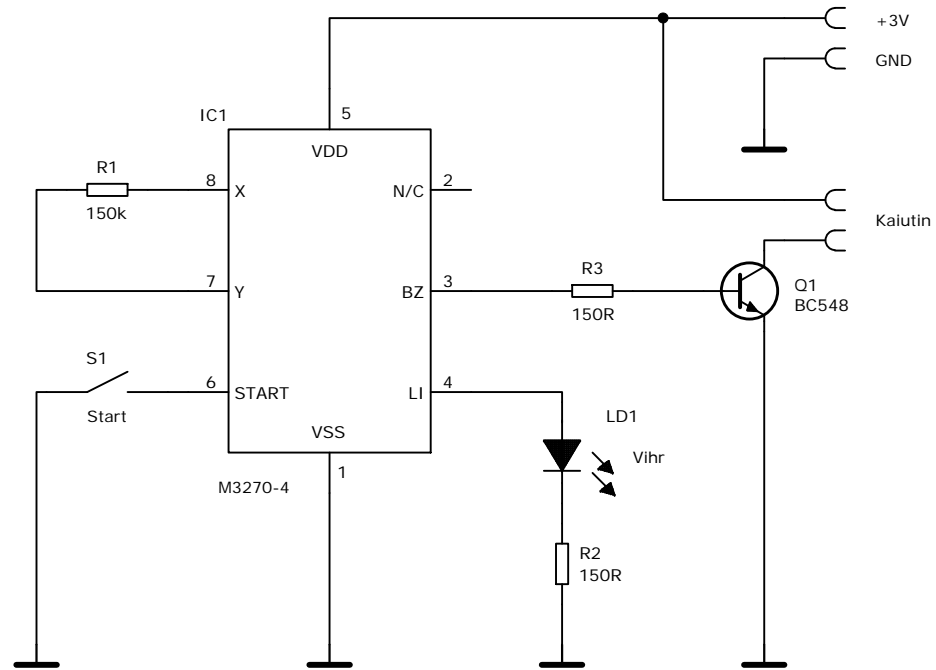 +3V
GND
IC1
5
VDD
R1
150k
8
X
N/C
2
Kaiutin
7
Y
BZ
3
R3
150R
Q1
BC548
S1
Start
6
START
LI
4
VSS
1
M3270-4
LD1
Vihr
R2
150R